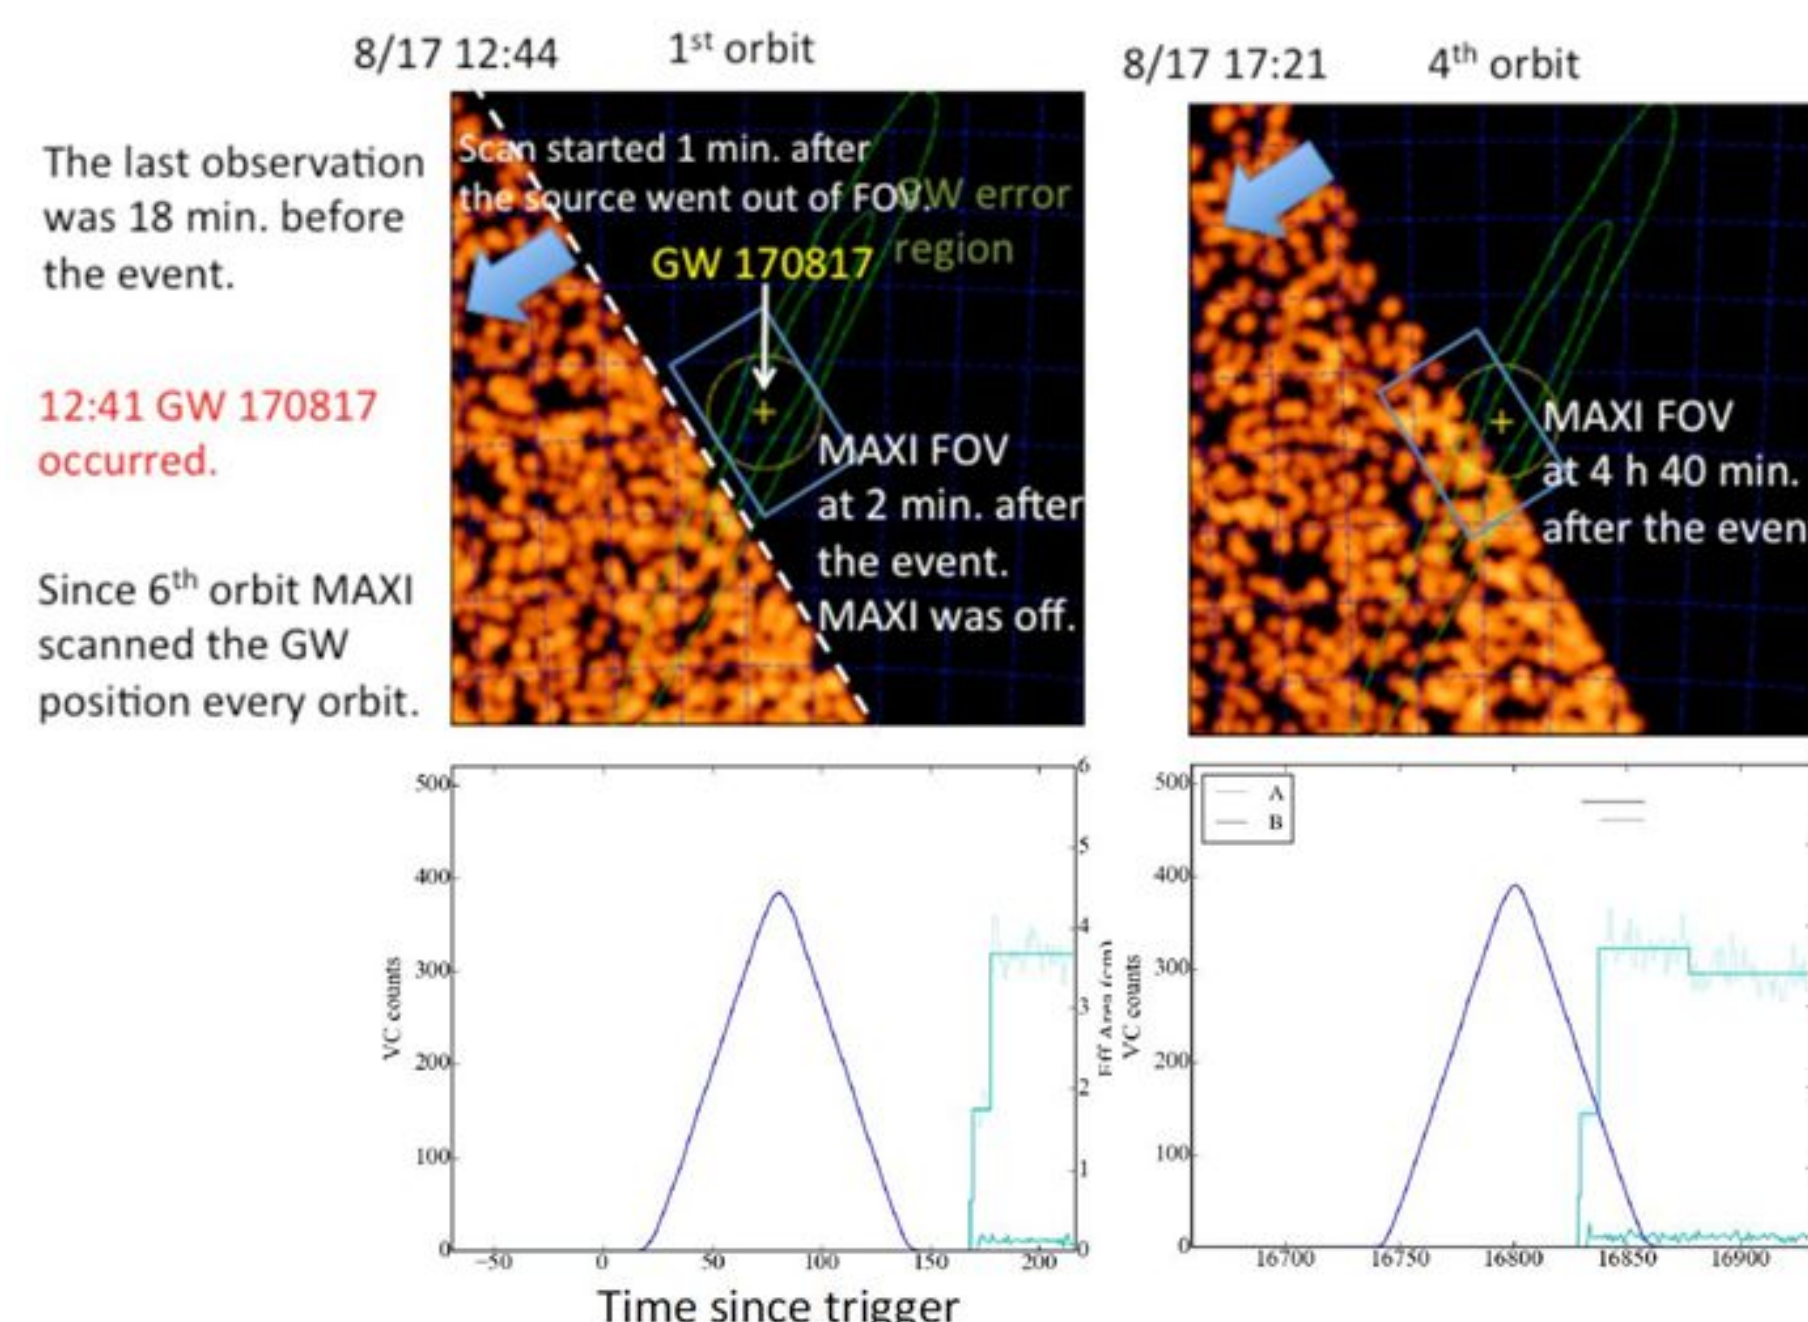 8/17 12:44
1st orbit
8/17 17:21
4th orbit
The last observation
was 18 min. before
the event.
12:41 GW 170817
occurred.
Since 6th orbit MAXI
scanned the GW
position every orbit.
Scan started 1 min. after
the source went out of FOV.
GW error
region
GW 170817
MAXI FOV
at 2 min. after
the event.
MAXI was off.
MAXI FOV
at 4 h 40 min.
after the even
500
400
300
200
100
0
VC counts
6
5
4
3
2
1
0
Eff Area (cm)
−50
0
50
100
150
200
Time since trigger
500
400
300
200
100
0
VC counts
A
B
16700
16750
16800
16850
16900